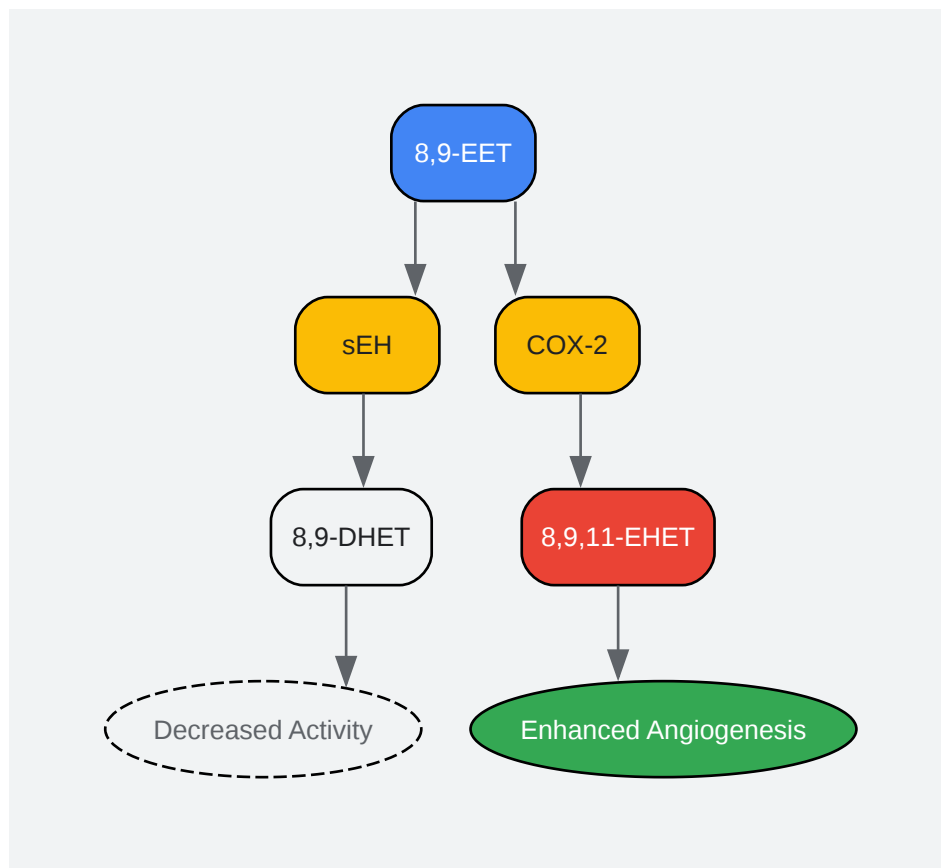 8,9-EET
sEH
COX-2
8,9-DHET
8,9,11-EHET
Decreased Activity
Enhanced Angiogenesis